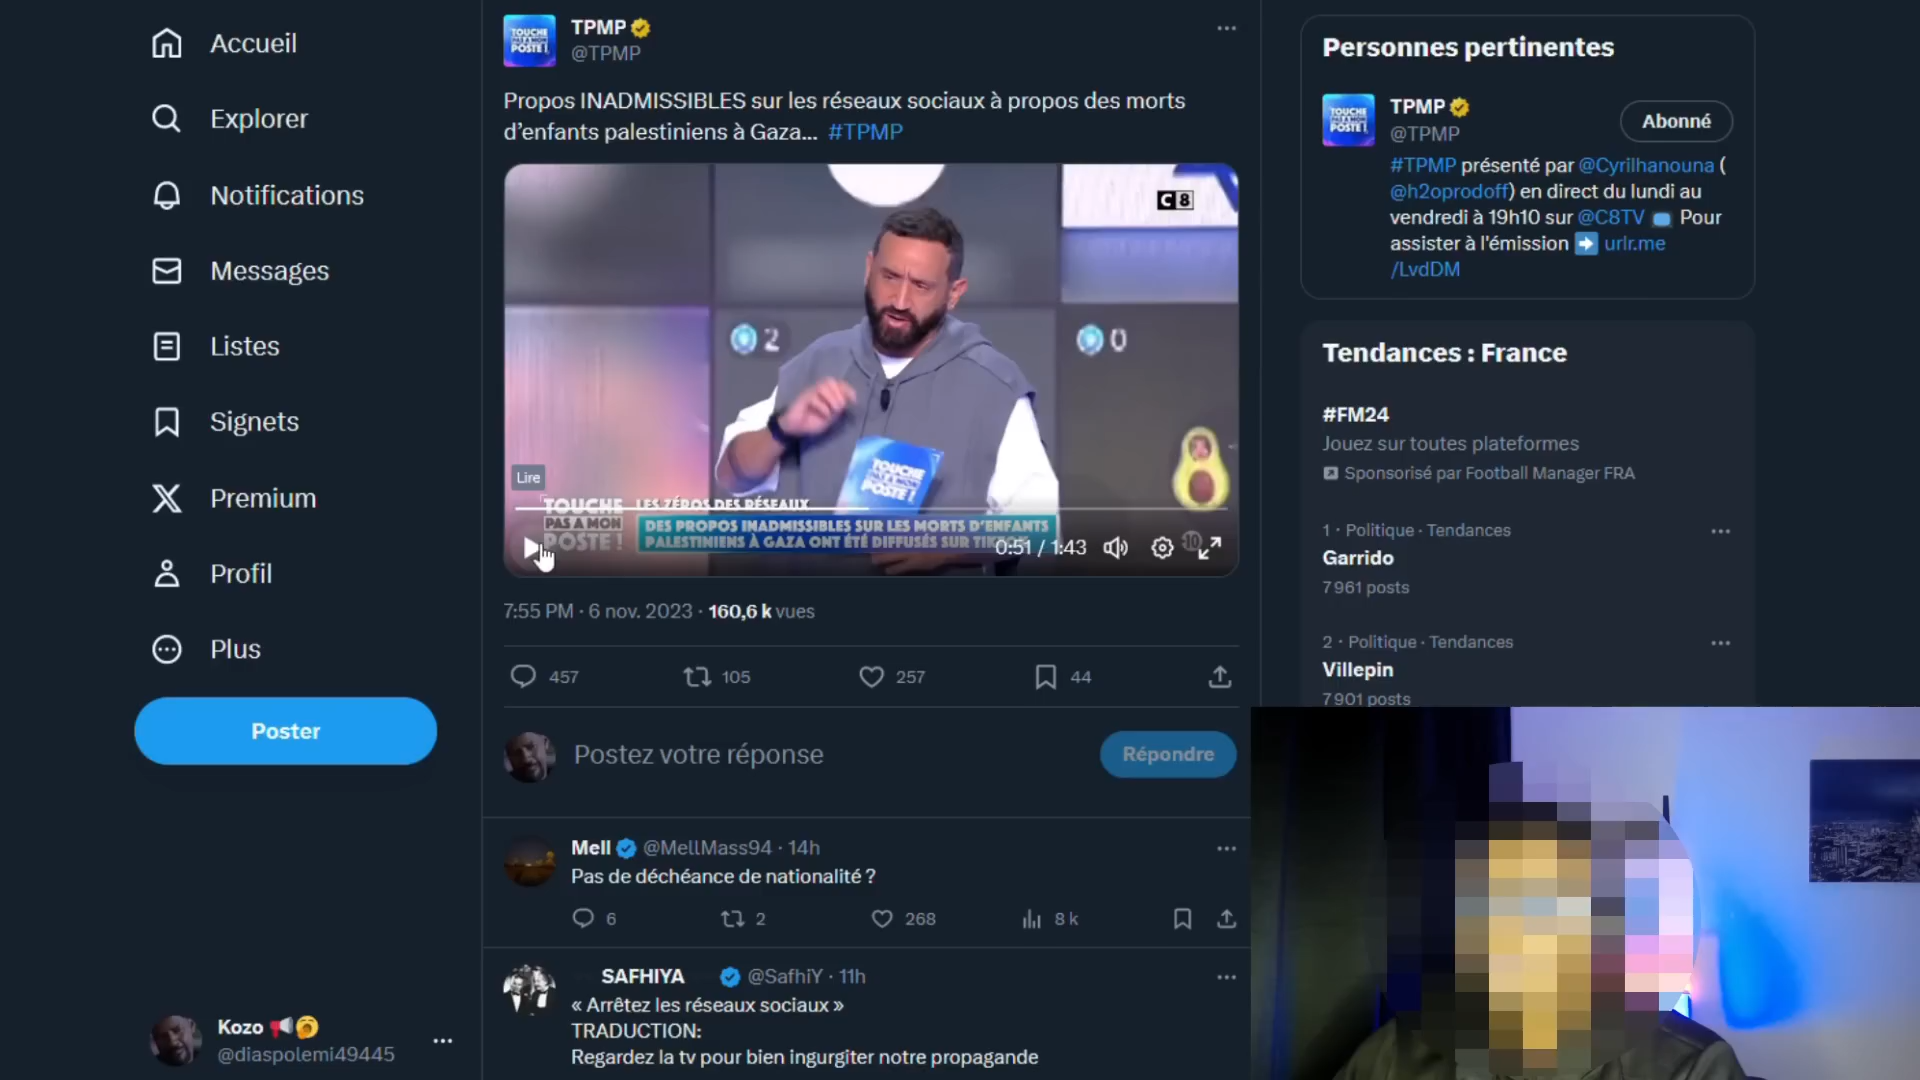 Accueil
Explorer
Notifications
Messages
Listes
Signets
Premium
Profil
Plus
Poster
Kozo
@diaspolemi49445
TPMP
@TPMP
Propos INADMISSIBLES sur les réseaux sociaux à propos des morts
d'enfants palestiniens à Gaza... #TPMP
TOUCHE PAS À MON POSTE !
C8
2
0
Lire
TOUCHE
PAS A MON
POSTE !
LES ZÉROS DES RÉSEAUX
DES PROPOS INADMISSIBLES SUR LES MORTS D'ENFANTS
PALESTINIENS À GAZA ONT ÉTÉ DIFFUSÉS SUR
0:51 / 1:43
7:55 PM · 6 nov. 2023 · 160,6 k vues
457
105
257
44
Postez votre réponse
Répondre
Mell @MellMass94 · 14h
Pas de déchéance de nationalité ?
6
2
268
8 k
SAFHIYA @SafhiY · 11h
« Arrêtez les réseaux sociaux »
TRADUCTION:
Regardez la tv pour bien ingurgiter notre propagande
Personnes pertinentes
TPMP
@TPMP
Abonné
#TPMP présenté par @Cyrilhanouna (
@h2oprodoff) en direct du lundi au
vendredi à 19h10 sur @C8TV Pour
assister à l'émission urlr.me
/LvdDM
Tendances : France
#FM24
Jouez sur toutes plateformes
Sponsorisé par Football Manager FRA
1 · Politique · Tendances
Garrido
7 961 posts
2 · Politique · Tendances
Villepin
7 901 posts